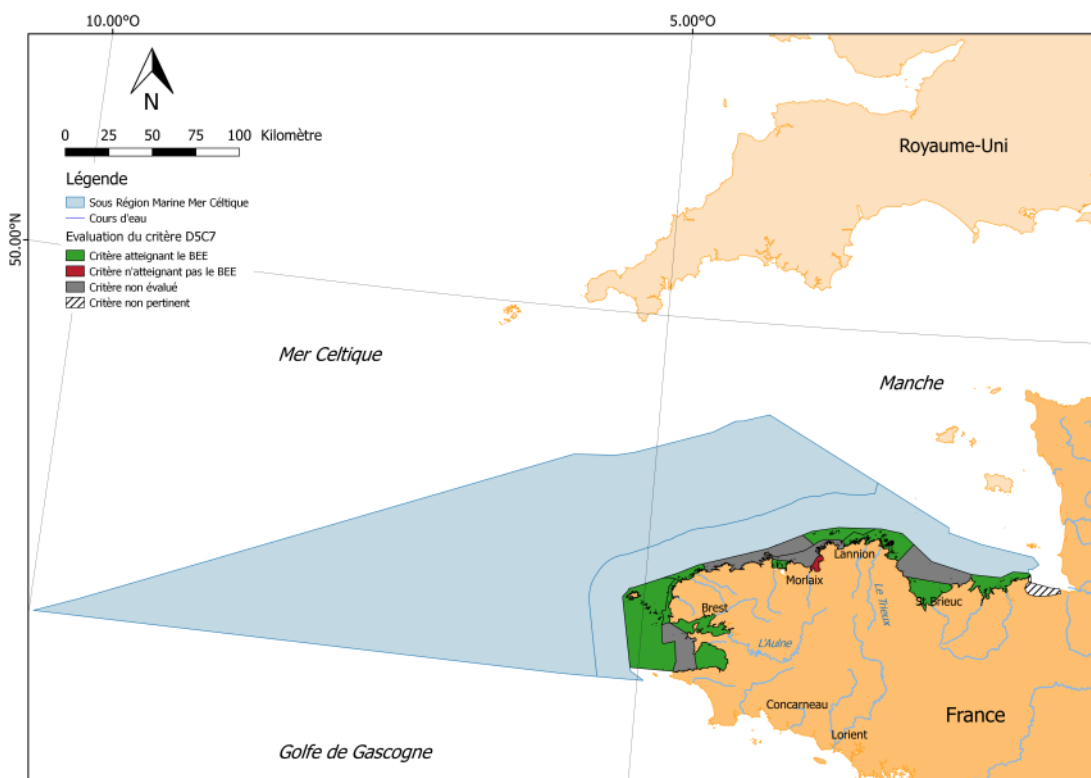 10.00°O
5.00°O
N
0 25 50 75 100 Kilomètre
Royaume-Uni
Légende
Sous Région Marine Mer Céltique
Cours d'eau
50.00°N
Evaluation du critère D5C7
Critère atteignant le BEE
Critère n'atteignant pas le BEE
Critère non évalué
Critère non pertinent
Mer Celtique
Manche
Lannion
Morlaix
Le Trieux
St Brieuc
Brest
L'Aulne
Concarneau
France
Lorient
Golfe de Gascogne